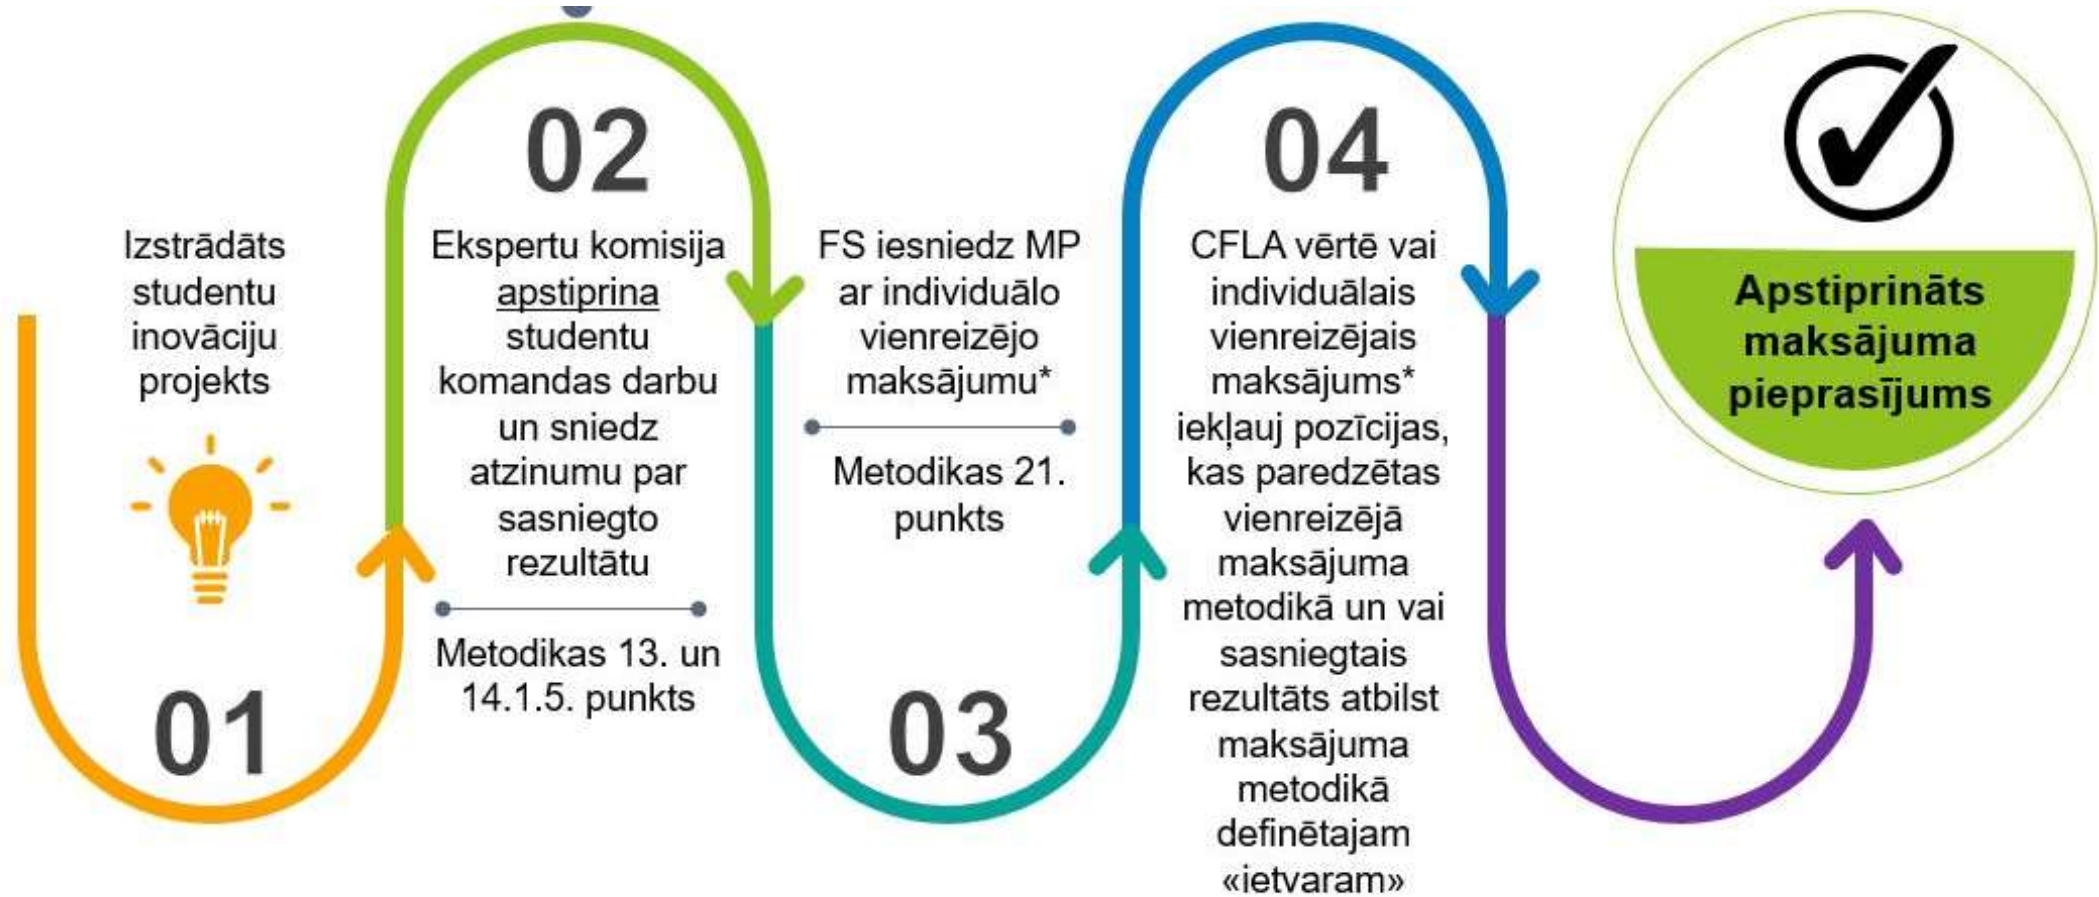 01
Izstrādāts
studentu
inovāciju
projekts
02
Ekspertu komisija
apstiprina
studentu
komandas darbu
un sniedz
atzinumu par
sasniegto
rezultātu
Metodikas 13. un
14.1.5. punkts
FS iesniedz MP
ar individuālo
vienreizējo
maksājumu*
Metodikas 21.
punkts
03
04
CFLA vērtē vai
individuālais
vienreizējais
maksājums*
iekļauj pozīcijas,
kas paredzētas
vienreizējā
maksājuma
metodikā un vai
sasniegtais
rezultāts atbilst
maksājuma
metodikā
definētajam
«ietvaram»
Apstiprināts
maksājuma
pieprasījums